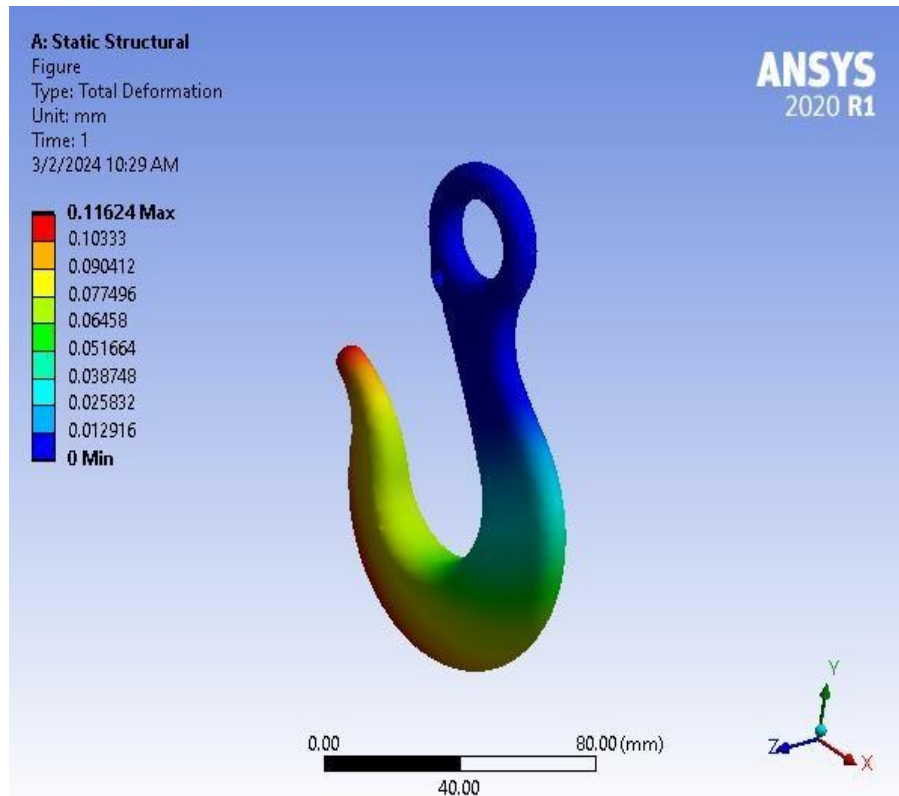 A: Static Structural
Figure
Type: Total Deformation
Unit: mm
Time: 1
3/2/2024 10:29 AM
ANSYS
2020 R1
0.11624 Max
0.10333
0.090412
0.077496
0.06458
0.051664
0.038748
0.025832
0.012916
0 Min
0.00
80.00 (mm)
40.00
Y
Z
X